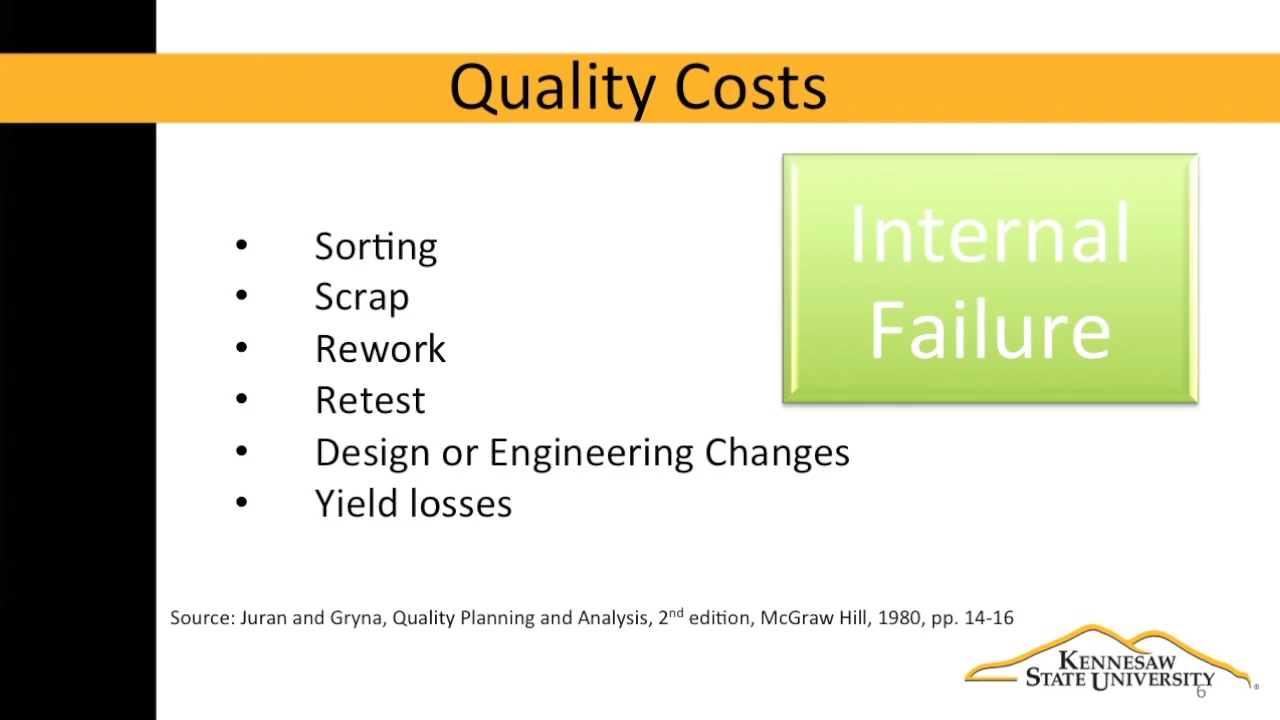 Quality Costs
Internal
Failure
• Sorting
• Scrap
• Rework
• Retest
• Design or Engineering Changes
• Yield losses
Source: Juran and Gryna, Quality Planning and Analysis, 2nd edition, McGraw Hill, 1980, pp. 14-16
KENNESAW
STATE UNIVERSITY
®
6